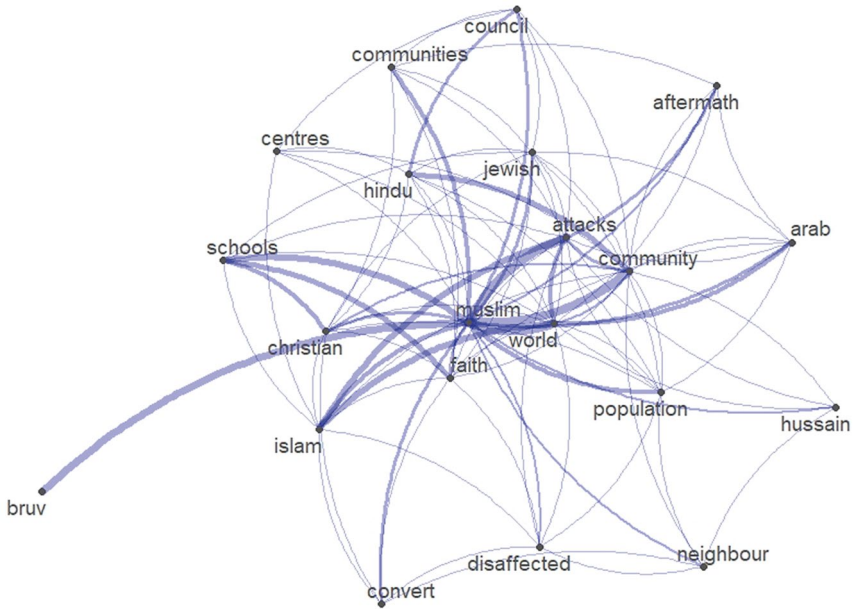 council
communities
aftermath
centres
jewish
hindu
attacks
arab
schools
community
muslim
world
christian
faith
population
hussain
islam
bruv
disaffected
neighbour
convert